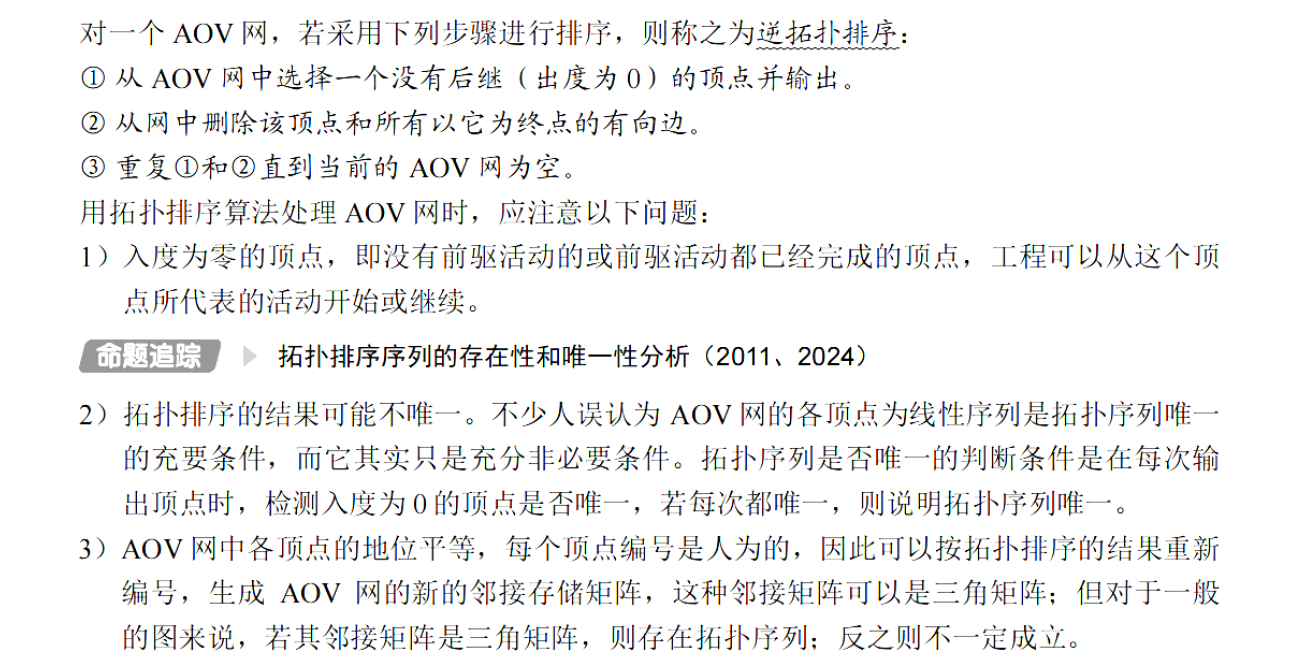 对一个 AOV 网，若采用下列步骤进行排序，则称之为逆拓扑排序：
① 从 AOV 网中选择一个没有后继（出度为 0）的顶点并输出。
② 从网中删除该顶点和所有以它为终点的有向边。
③ 重复①和②直到当前的 AOV 网为空。
用拓扑排序算法处理 AOV 网时，应注意以下问题：
1）入度为零的顶点，即没有前驱活动的或前驱活动都已经完成的顶点，工程可以从这个顶
点所代表的活动开始或继续。
命题追踪 拓扑排序序列的存在性和唯一性分析（2011、2024）
2）拓扑排序的结果可能不唯一。不少人误认为 AOV 网的各顶点为线性序列是拓扑序列唯一
的充要条件，而它其实只是充分非必要条件。拓扑序列是否唯一的判断条件是在每次输
出顶点时，检测入度为 0 的顶点是否唯一，若每次都唯一，则说明拓扑序列唯一。
3）AOV 网中各顶点的地位平等，每个顶点编号是人为的，因此可以按拓扑排序的结果重新
编号，生成 AOV 网的新的邻接存储矩阵，这种邻接矩阵可以是三角矩阵；但对于一般
的图来说，若其邻接矩阵是三角矩阵，则存在拓扑序列；反之则不一定成立。